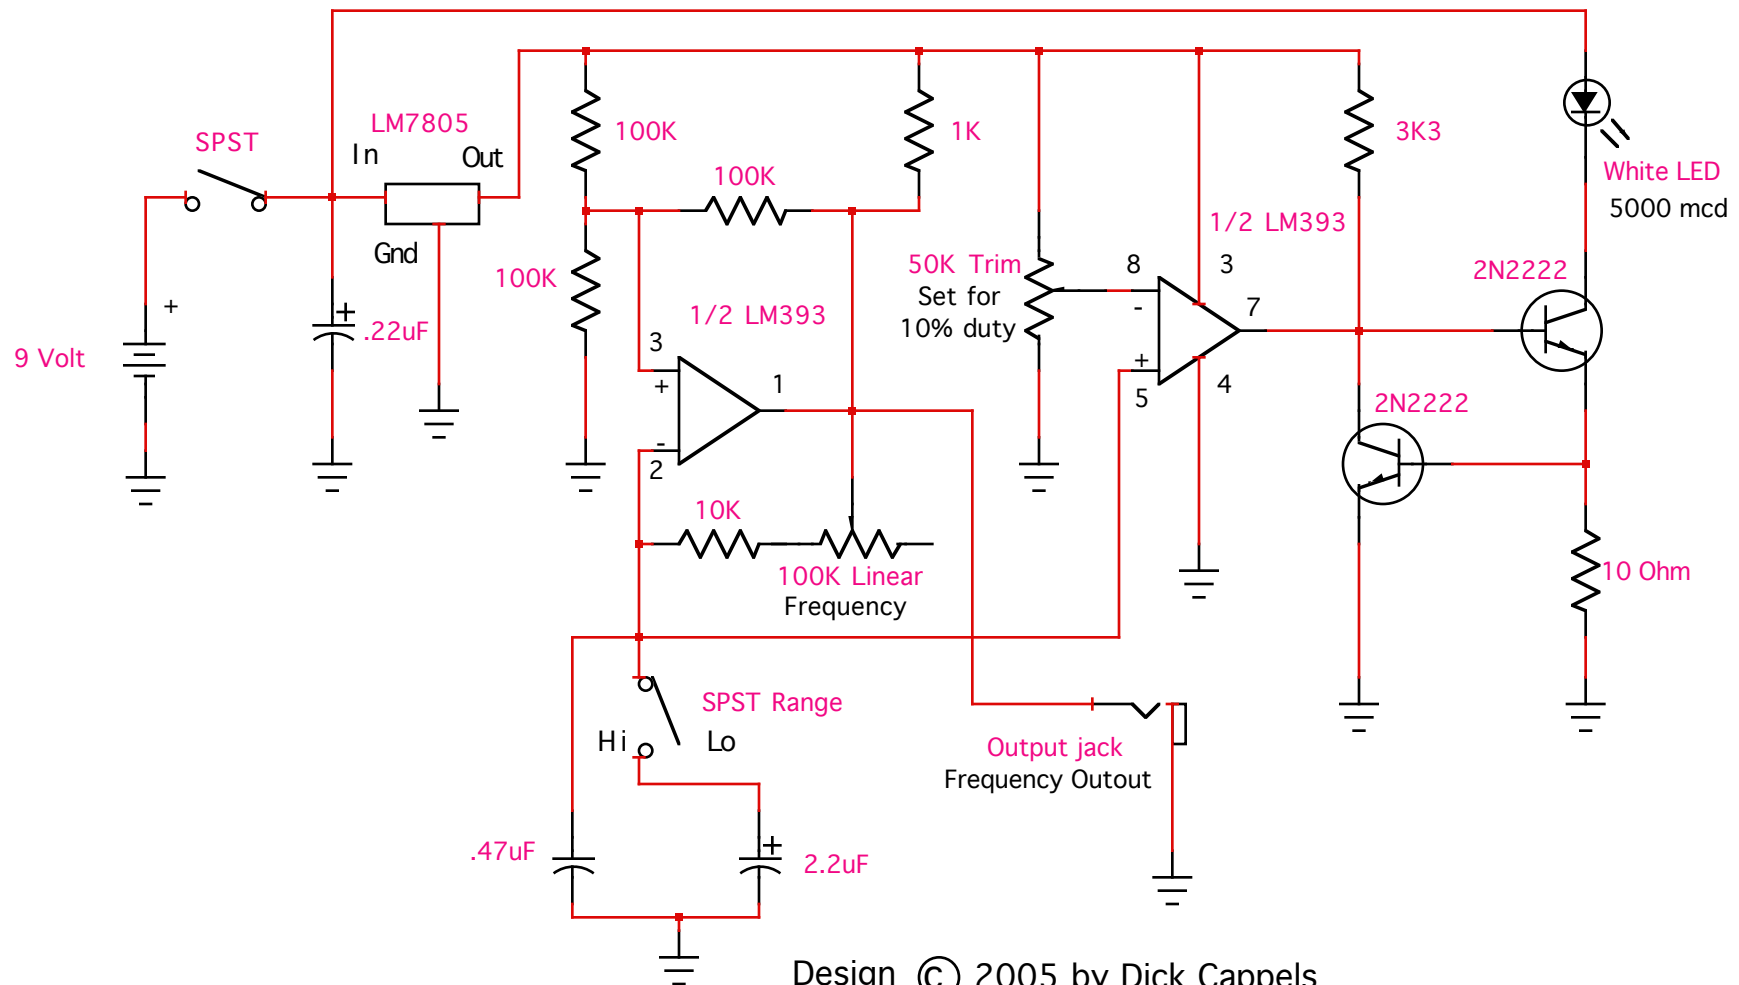 SPST
LM7805
In
Out
Gnd
+
9 Volt
+
.22uF
100K
100K
100K
1K
1/2 LM393
3
+
-
2
1
10K
100K Linear
Frequency
50K Trim
Set for
10% duty
8
-
+
5
3
7
4
1/2 LM393
3K3
White LED
5000 mcd
2N2222
2N2222
10 Ohm
SPST Range
Hi
Lo
Output jack
Frequency Outout
.47uF
+
2.2uF
Design © 2005 by Dick Cappels